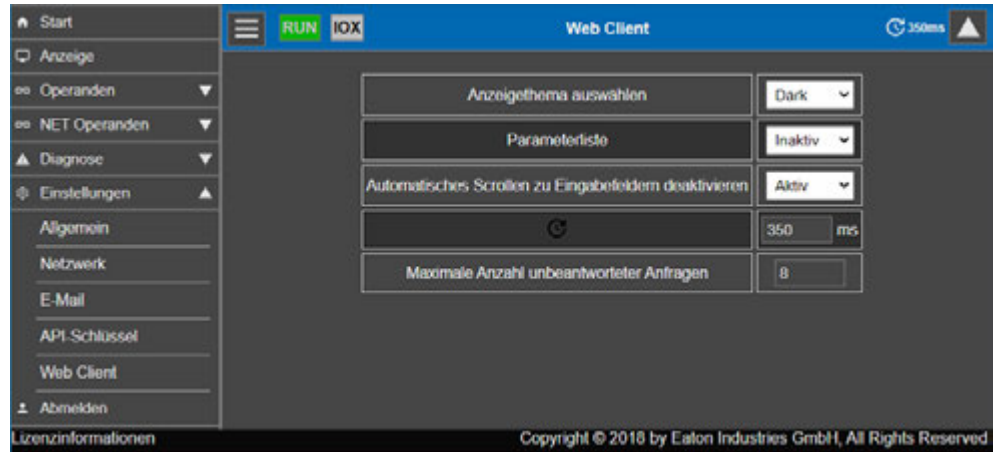 Start
Anzeige
Operanden
NET Operanden
Diagnose
Einstellungen
Allgemein
Netzwerk
E-Mail
API-Schlüssel
Web Client
Abmelden
Lizenzinformationen
RUN IOX Web Client 350ms
Anzeigethema auswählen Dark
Parameterliste Inaktiv
Automatisches Scrollen zu Eingabefeldern deaktivieren Aktiv
350 ms
Maximale Anzahl unbeantworteter Anfragen 8
Copyright © 2018 by Eaton Industries GmbH, All Rights Reserved